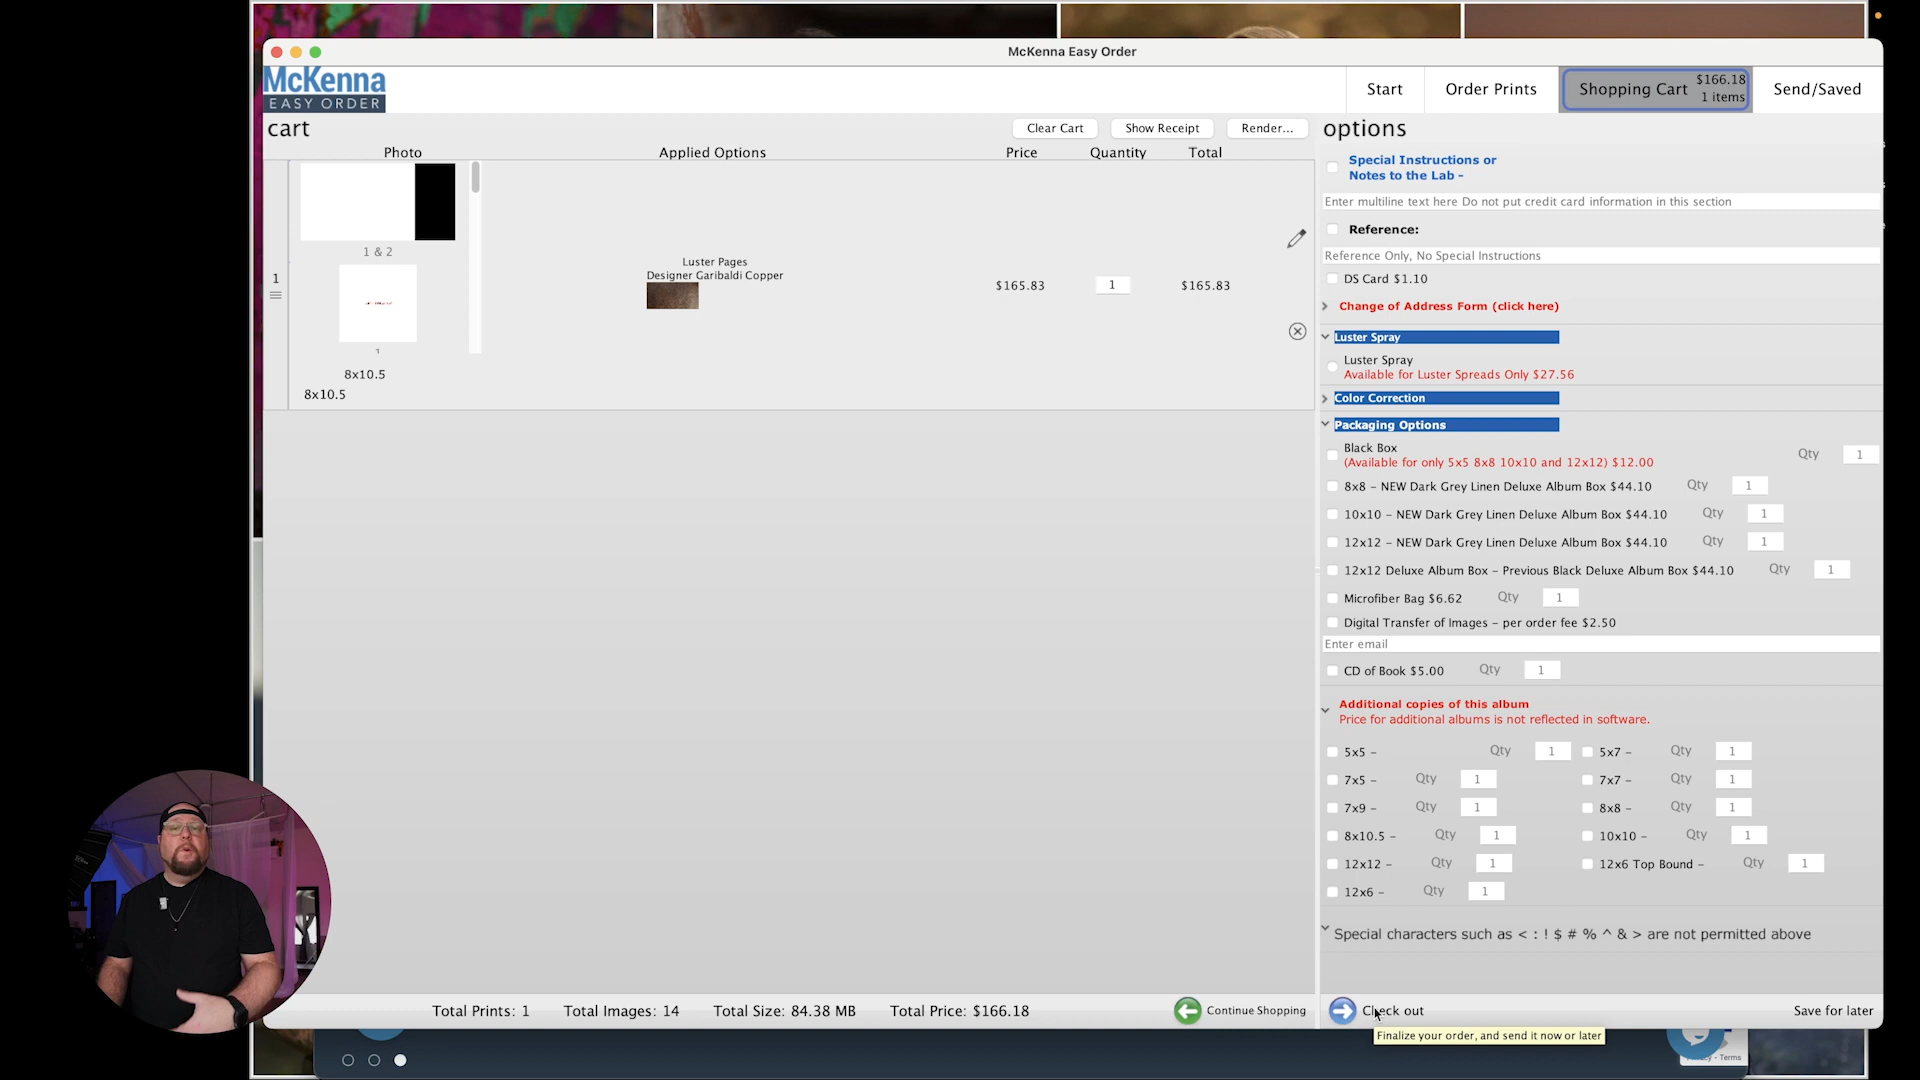 McKenna Easy Order
McKenna
EASY ORDER
Start
Order Prints
Shopping Cart
$166.18
1 items
Send/Saved
cart
Clear Cart
Show Receipt
Render...
options
Photo
Applied Options
Price
Quantity
Total
Special Instructions or
Notes to the Lab -
Enter multiline text here Do not put credit card information in this section
Reference:
Reference Only, No Special Instructions
DS Card $1.10
Change of Address Form (click here)
Luster Spray
Luster Spray
Available for Luster Spreads Only $27.56
Color Correction
Packaging Options
Black Box
(Available for only 5x5 8x8 10x10 and 12x12) $12.00 Qty 1
8x8 - NEW Dark Grey Linen Deluxe Album Box $44.10 Qty 1
10x10 - NEW Dark Grey Linen Deluxe Album Box $44.10 Qty 1
12x12 - NEW Dark Grey Linen Deluxe Album Box $44.10 Qty 1
12x12 Deluxe Album Box - Previous Black Deluxe Album Box $44.10 Qty 1
Microfiber Bag $6.62 Qty 1
Digital Transfer of Images - per order fee $2.50
Enter email
CD of Book $5.00 Qty 1
Additional copies of this album
Price for additional albums is not reflected in software.
5x5 - Qty 1 5x7 - Qty 1
7x5 - Qty 1 7x7 - Qty 1
7x9 - Qty 1 8x8 - Qty 1
8x10.5 - Qty 1 10x10 - Qty 1
12x12 - Qty 1 12x6 Top Bound - Qty 1
12x6 - Qty 1
Special characters such as < : ! $ # % ^ & > are not permitted above
1
1 & 2
1
8x10.5
8x10.5
Luster Pages
Designer Garibaldi Copper
$165.83
1
$165.83
Total Prints: 1
Total Images: 14
Total Size: 84.38 MB
Total Price: $166.18
Continue Shopping
Check out
Save for later
Finalize your order, and send it now or later
- Terms